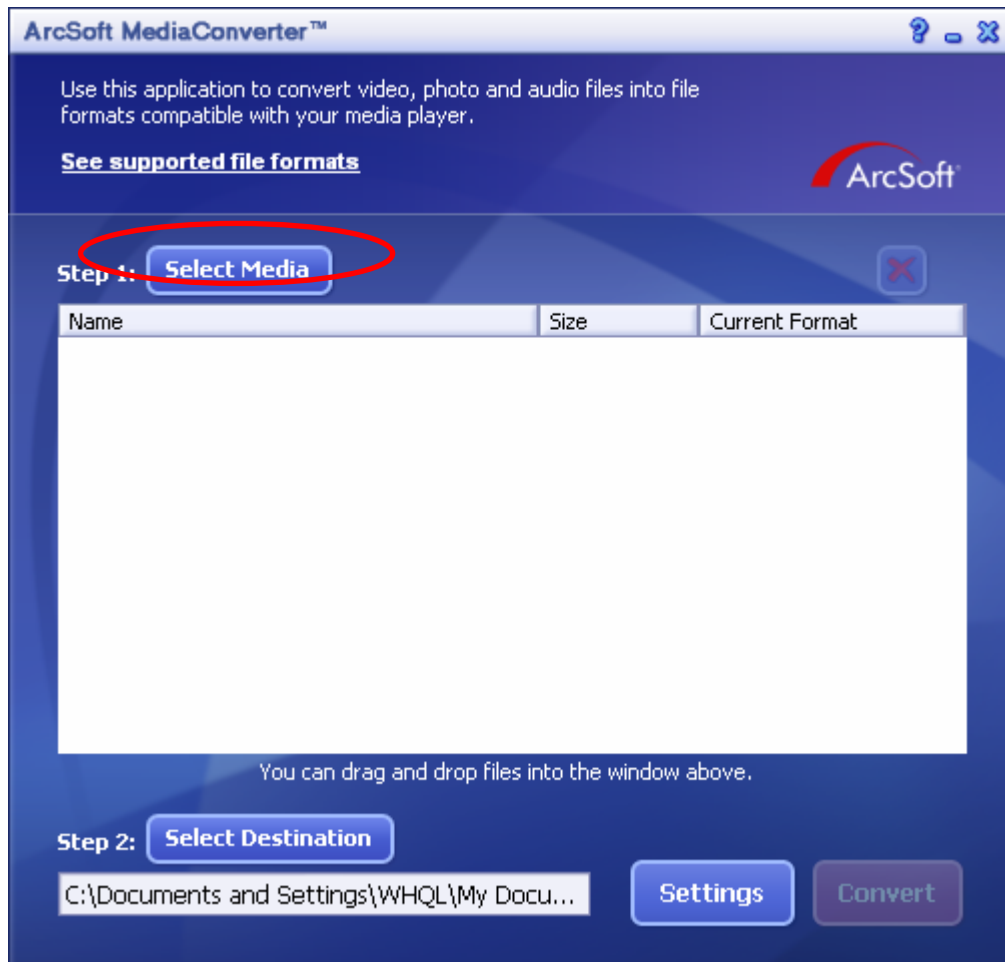 ArcSoft MediaConverter™
Use this application to convert video, photo and audio files into file
formats compatible with your media player.
See supported file formats
ArcSoft
Step 1: Select Media
Name Size Current Format
You can drag and drop files into the window above.
Step 2: Select Destination
C:\Documents and Settings\WHQL\My Docu...
Settings Convert